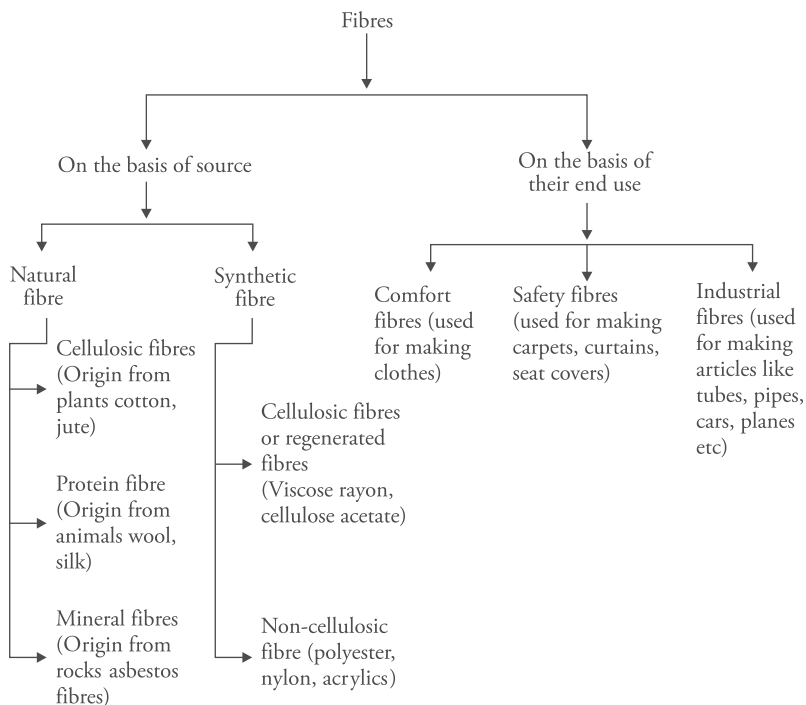 Fibres
On the basis of source
On the basis of
their end use
Natural
fibre
Synthetic
fibre
Comfort
fibres (used
for making
clothes)
Safety fibres
(used for making
carpets, curtains,
seat covers)
Industrial
fibres (used
for making
articles like
tubes, pipes,
cars, planes
etc)
Cellulosic fibres
(Origin from
plants cotton,
jute)
Protein fibre
(Origin from
animals wool,
silk)
Mineral fibres
(Origin from
rocks asbestos
fibres)
Cellulosic fibres
or regenerated
fibres
(Viscose rayon,
cellulose acetate)
Non-cellulosic
fibre (polyester,
nylon, acrylics)